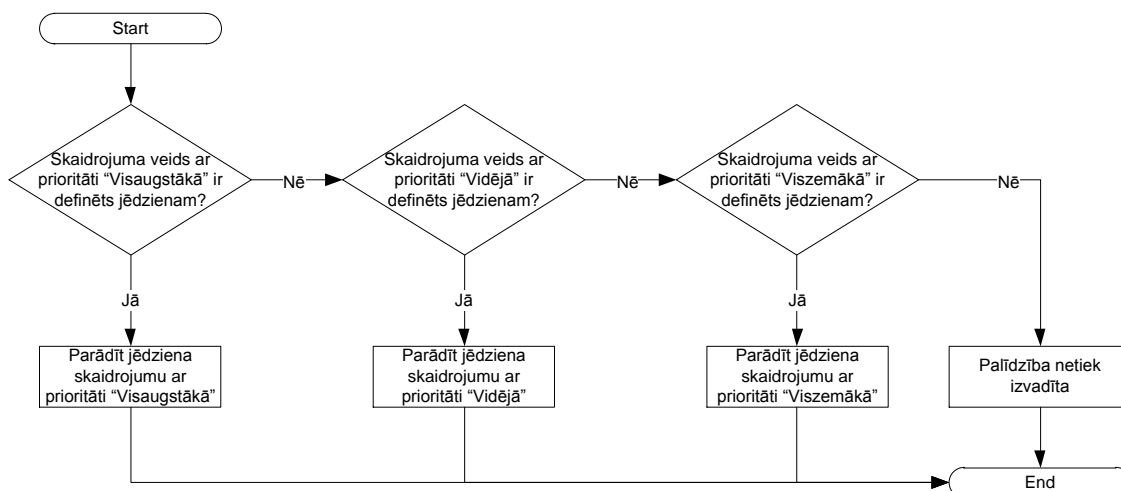 Start
Skaidrojuma veids ar
prioritāti “Visaugstākā” ir
definēts jēdzienam?
Nē
Skaidrojuma veids ar
prioritāti “Vidējā” ir
definēts jēdzienam?
Nē
Skaidrojuma veids ar
prioritāti “Viszemākā” ir
definēts jēdzienam?
Nē
Jā
Jā
Jā
Parādīt jēdziena
skaidrojumu ar
prioritāti “Visaugstākā”
Parādīt jēdziena
skaidrojumu ar
prioritāti “Vidējā”
Parādīt jēdziena
skaidrojumu ar
prioritāti “Viszemākā”
Palīdzība netiek
izvadīta
End